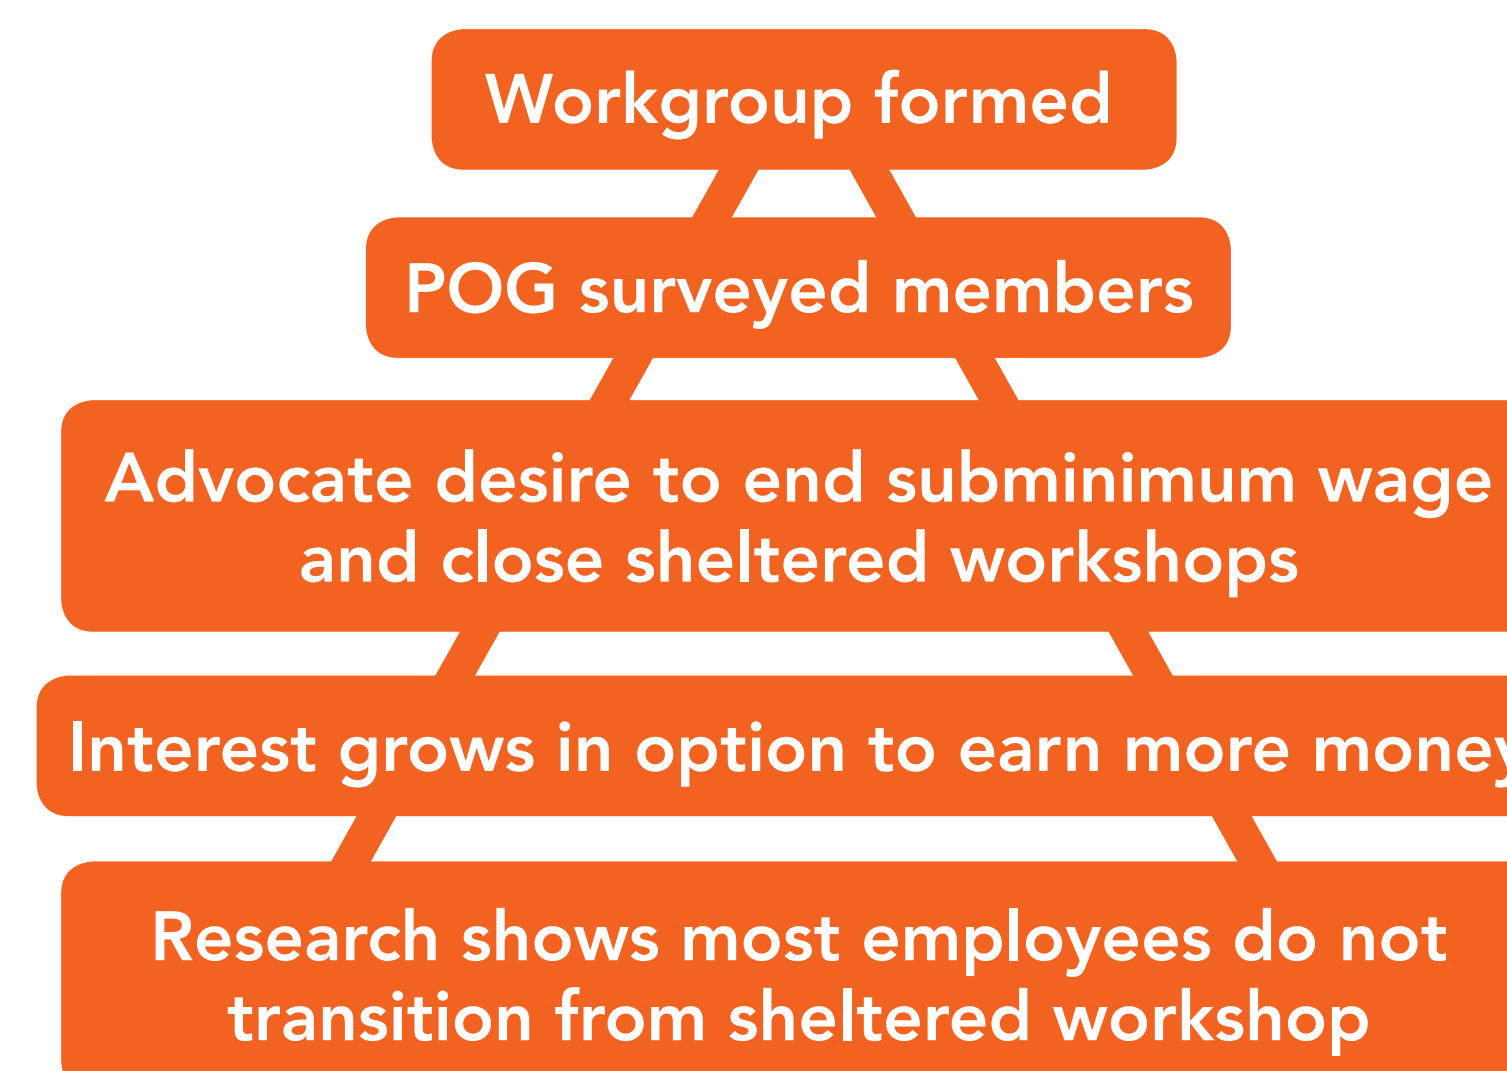 Workgroup formed
POG surveyed members
Advocate desire to end subminimum wage
and close sheltered workshops
Interest grows in option to earn more money
Research shows most employees do not
transition from sheltered workshop